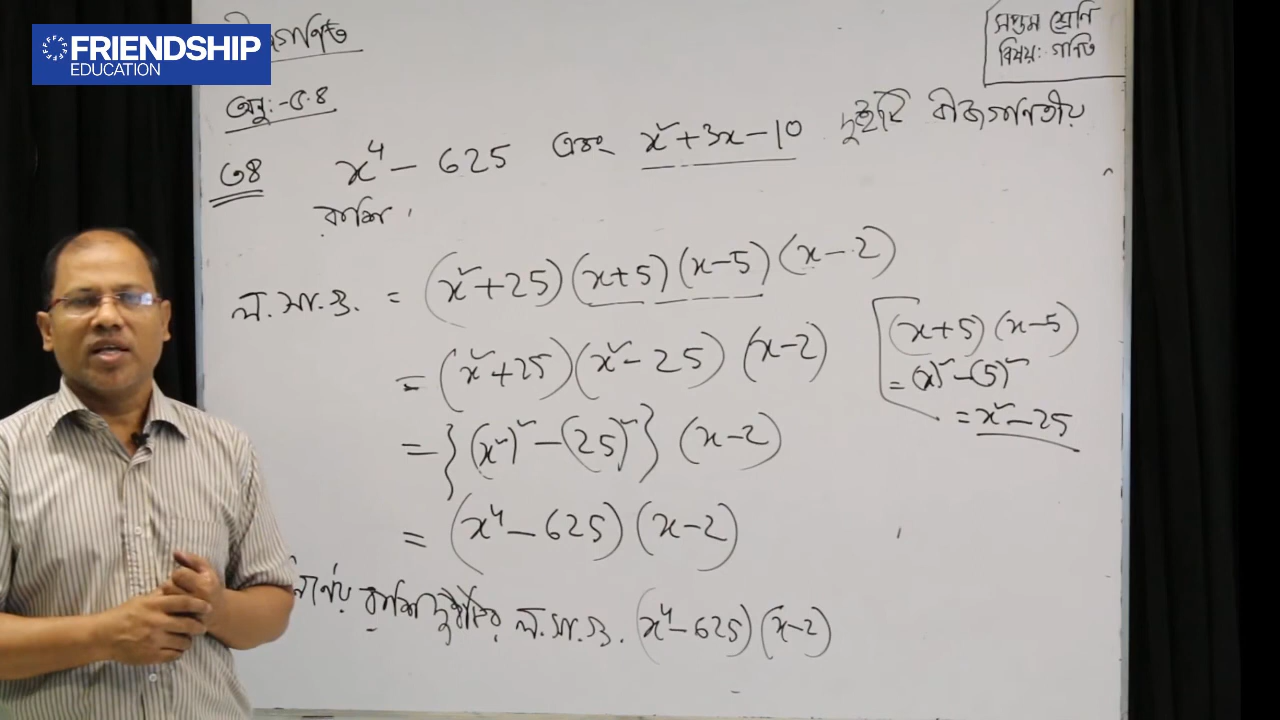 FRIENDSHIP
EDUCATION
সপ্তম শ্রেণি
বিষয়: গণিত
অনু:-৫.৪
৩৪ x⁴ - 625 এবং x² + 3x - 10 দুইটি বীজগণিতীয়
রাশি।
ল.সা.গু. = (x² + 25) (x + 5) (x - 5) (x - 2)
= (x² + 25) (x² - 25) (x - 2)
= {(x²)² - (25)²} (x - 2)
= (x⁴ - 625) (x - 2)
(x + 5) (x - 5)
= (x)² - (5)²
= x² - 25
রাশি দুইটির ল.সা.গু. (x⁴ - 625) (x - 2)